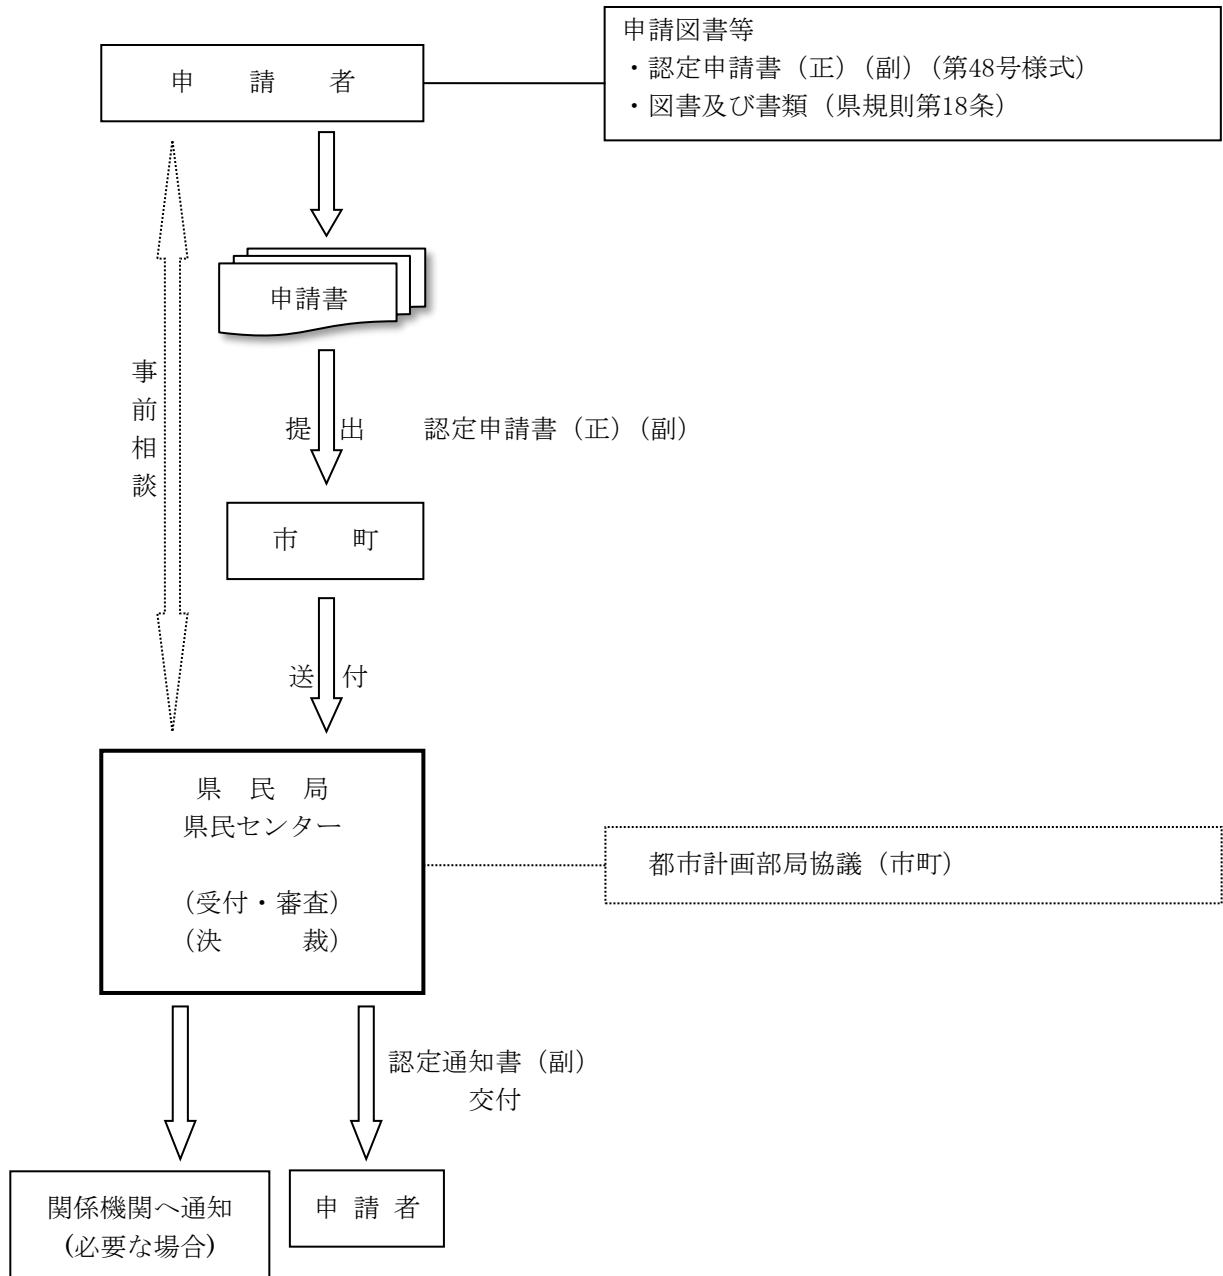 申請図書等
・認定申請書（正）（副）（第48号様式）
・図書及び書類（県規則第18条）
申　請　者
申請書
事前相談
提出　認定申請書（正）（副）
市　町
送付
県　民　局
県民センター
（受付・審査）
（決　　裁）
都市計画部局協議（市町）
認定通知書（副）
交付
関係機関へ通知
(必要な場合)
申 請 者